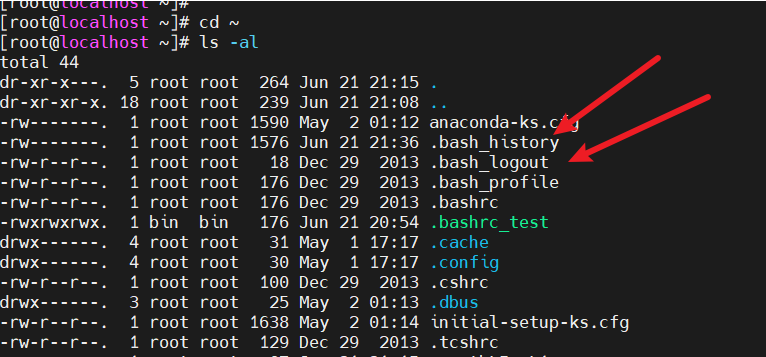 [root@localhost ~]#
[root@localhost ~]# cd ~
[root@localhost ~]# ls -al
total 44
dr-xr-x---.  5 root root  264 Jun 21 21:15 .
dr-xr-xr-x. 18 root root  239 Jun 21 21:08 ..
-rw-------.  1 root root 1590 May  2 01:12 anaconda-ks.cfg
-rw-------.  1 root root 1576 Jun 21 21:36 .bash_history
-rw-r--r--.  1 root root   18 Dec 29  2013 .bash_logout
-rw-r--r--.  1 root root  176 Dec 29  2013 .bash_profile
-rw-r--r--.  1 root root  176 Dec 29  2013 .bashrc
-rwxrwxrwx.  1 bin  bin   176 Jun 21 20:54 .bashrc_test
drwx------.  4 root root   31 May  1 17:17 .cache
drwx------.  4 root root   30 May  1 17:17 .config
-rw-r--r--.  1 root root  100 Dec 29  2013 .cshrc
drwx------.  3 root root   25 May  2 01:13 .dbus
-rw-r--r--.  1 root root 1638 May  2 01:14 initial-setup-ks.cfg
-rw-r--r--.  1 root root  129 Dec 29  2013 .tcshrc